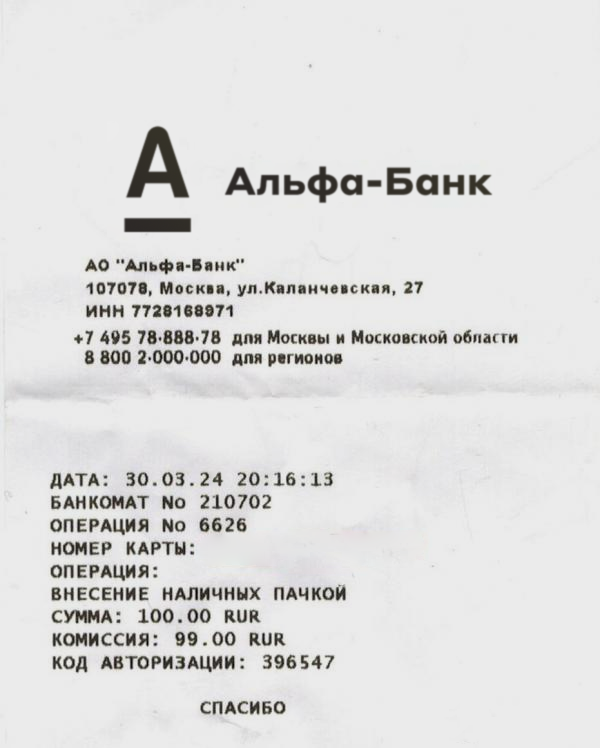 А Альфа-Банк
АО "Альфа-Банк"
107078, Москва, ул.Каланчевская, 27
ИНН 7728168971
+7 495 78-888-78 для Москвы и Московской области
8 800 2-000-000 для регионов
ДАТА: 30.03.24 20:16:13
БАНКОМАТ No 210702
ОПЕРАЦИЯ No 6626
НОМЕР КАРТЫ:
ОПЕРАЦИЯ:
ВНЕСЕНИЕ НАЛИЧНЫХ ПАЧКОЙ
СУММА: 100.00 RUR
КОМИССИЯ: 99.00 RUR
КОД АВТОРИЗАЦИИ: 396547
СПАСИБО